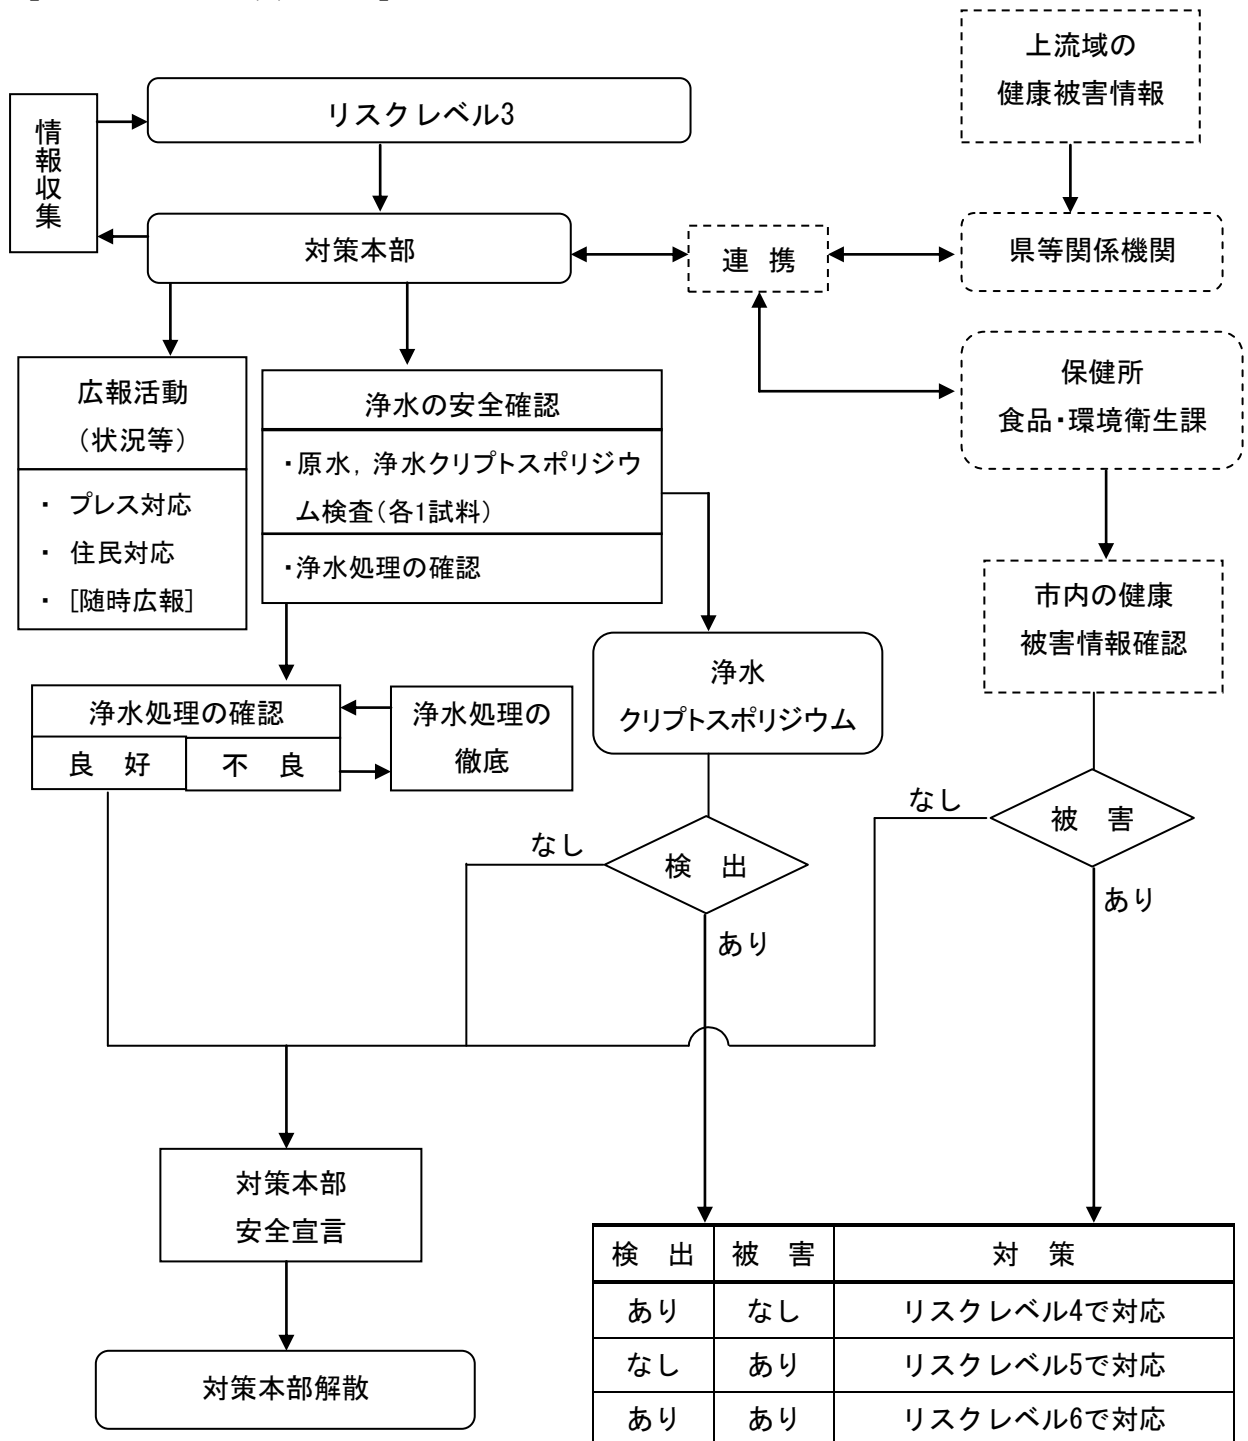 上流域の
健康被害情報
情報収集
リスクレベル3
対策本部
連 携
県等関係機関
保健所
食品・環境衛生課
広報活動
（状況等）
・ プレス対応
・ 住民対応
・ [随時広報]
浄水の安全確認
・原水，浄水クリプトスポリジウ
ム検査（各1試料）
・浄水処理の確認
市内の健康
被害情報確認
浄水
クリプトスポリジウム
浄水処理の確認
良 好
不 良
浄水処理の
徹底
なし
検 出
あり
なし
被 害
あり
対策本部
安全宣言
対策本部解散
検 出 被 害 対 策
あり なし リスクレベル4で対応
なし あり リスクレベル5で対応
あり あり リスクレベル6で対応